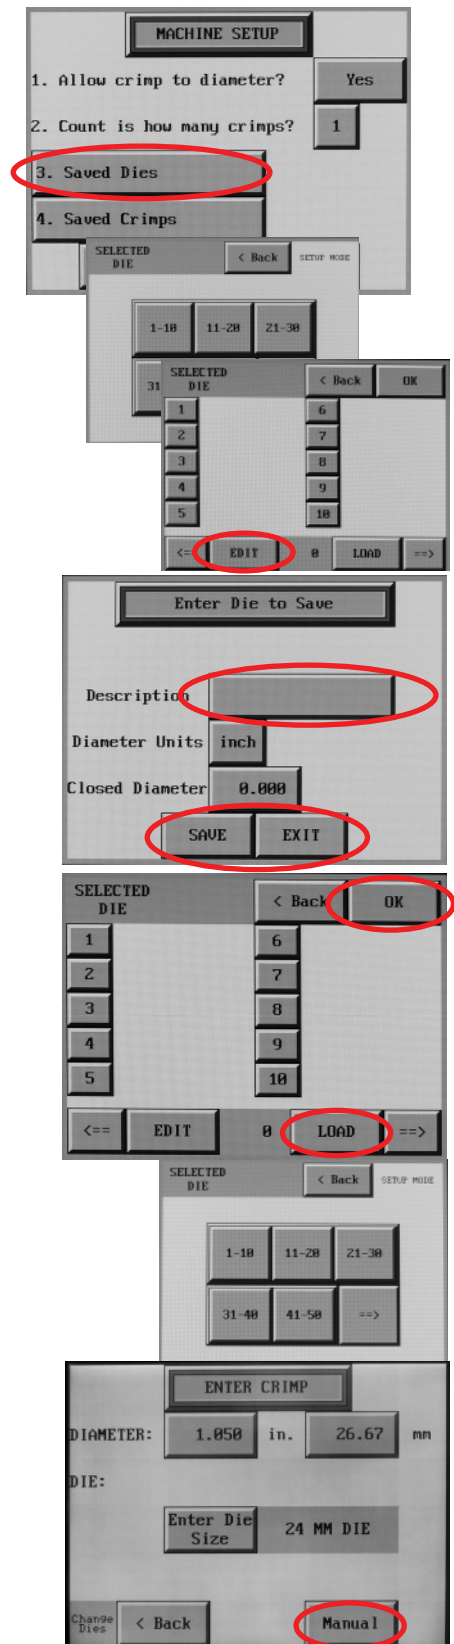 MACHINE SETUP
1. Allow crimp to diameter? Yes
2. Count is how many crimps? 1
3. Saved Dies
4. Saved Crimps
SELECTED DIE < Back SETUP MODE
1-10 11-20 21-30
31
SELECTED DIE < Back OK
1 6
2 7
3 8
4 9
5 10
<= EDIT 0 LOAD ==>
Enter Die to Save
Description
Diameter Units inch
Closed Diameter 0.000
SAVE EXIT
SELECTED DIE < Back OK
1 6
2 7
3 8
4 9
5 10
<== EDIT 0 LOAD ==>
SELECTED DIE < Back SETUP MODE
1-10 11-20 21-30
31-40 41-50 ==>
ENTER CRIMP
DIAMETER: 1.050 in. 26.67 mm
DIE:
Enter Die Size 24 MM DIE
Change Dies < Back Manual